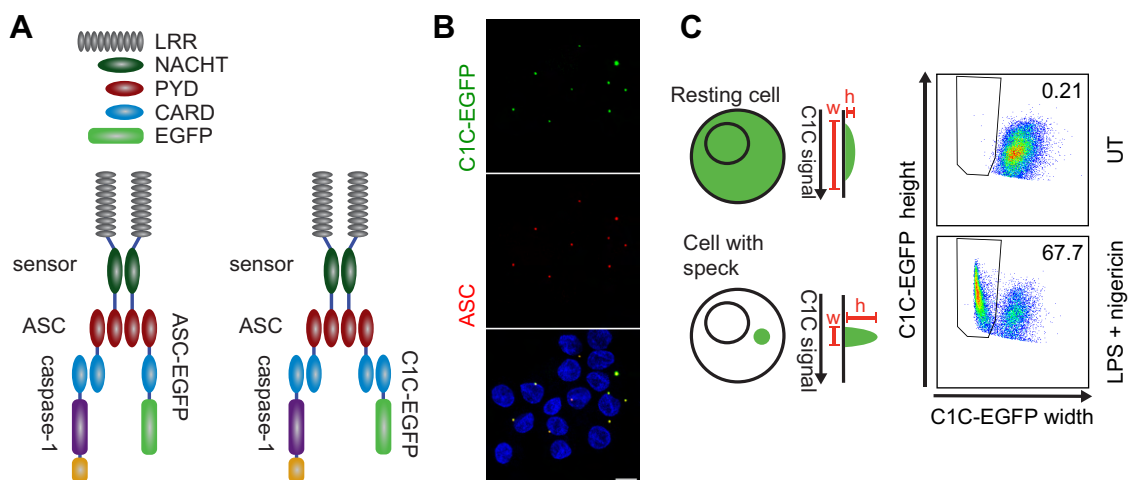 A
LRR
NACHT
PYD
CARD
EGFP
sensor
ASC
caspase-1
ASC-EGFP
sensor
ASC
caspase-1
C1C-EGFP
B
C1C-EGFP
ASC
C
Resting cell
w
h
C1C signal
Cell with
speck
w
h
C1C signal
C1C-EGFP height
0.21
UT
67.7
LPS + nigericin
C1C-EGFP width